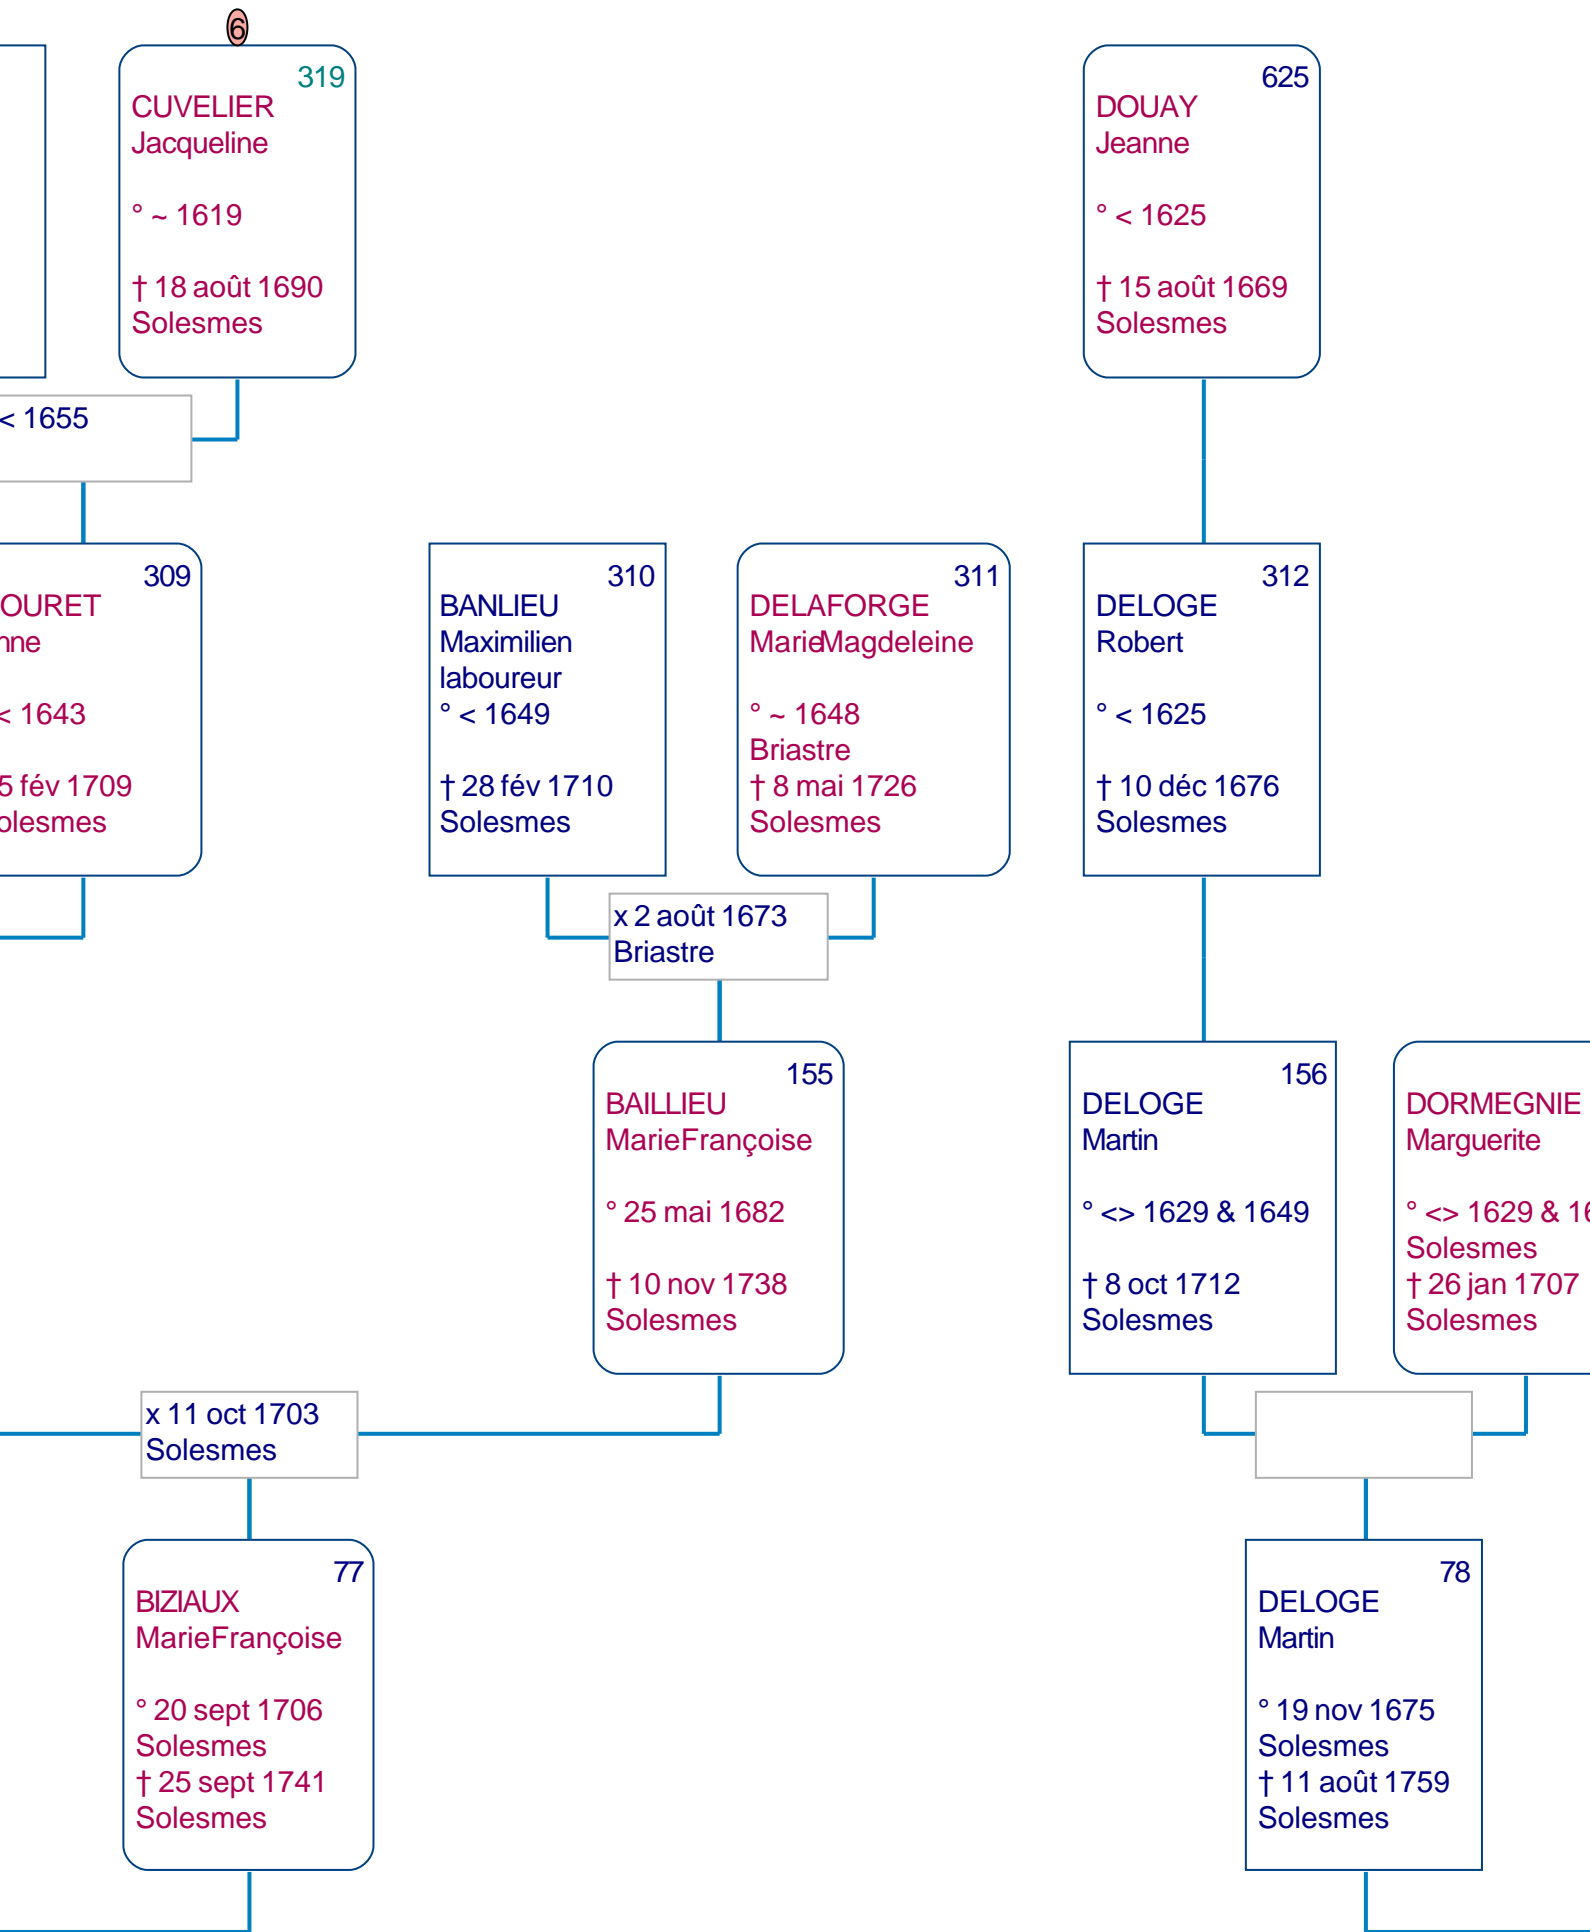 6
319
CUVELIER
Jacqueline
° ~ 1619
† 18 août 1690
Solesmes
625
DOUAY
Jeanne
° < 1625
† 15 août 1669
Solesmes
< 1655
309
OURET
nne
< 1643
5 fév 1709
olesmes
310
BANLIEU
Maximilien
laboureur
° < 1649
† 28 fév 1710
Solesmes
311
DELAFORGE
MarieMagdeleine
° ~ 1648
Briastre
† 8 mai 1726
Solesmes
312
DELOGE
Robert
° < 1625
† 10 déc 1676
Solesmes
x 2 août 1673
Briastre
155
BAILLIEU
MarieFrançoise
° 25 mai 1682
† 10 nov 1738
Solesmes
156
DELOGE
Martin
° <> 1629 & 1649
† 8 oct 1712
Solesmes
DORMEGNIE
Marguerite
° <> 1629 & 16
Solesmes
† 26 jan 1707
Solesmes
x 11 oct 1703
Solesmes
77
BIZIAUX
MarieFrançoise
° 20 sept 1706
Solesmes
† 25 sept 1741
Solesmes
78
DELOGE
Martin
° 19 nov 1675
Solesmes
† 11 août 1759
Solesmes